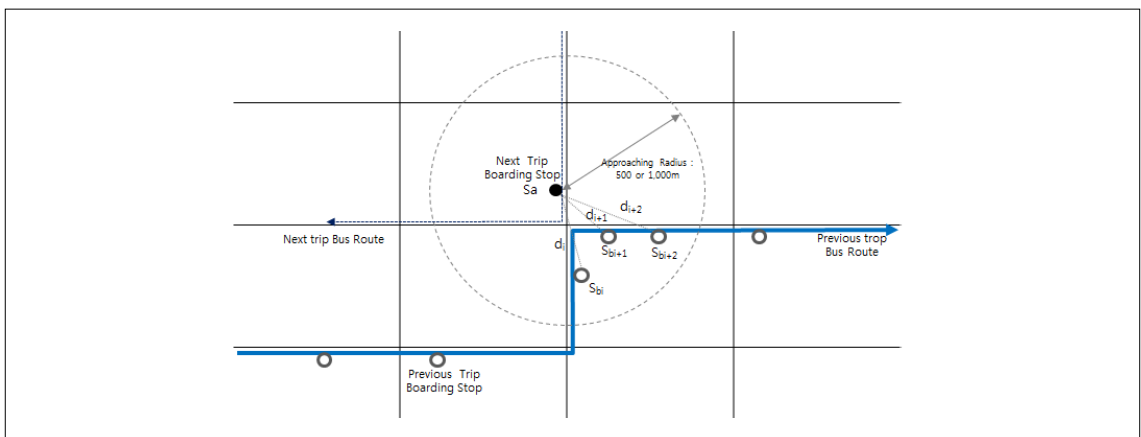 Next Trip
Boarding Stop
Sa
Approaching Radius :
500 or 1,000m
di+2
di+1
Next trip Bus Route
di
Sbi+1
Sbi+2
Previous trop
Bus Route
Sbi
Previous Trip
Boarding Stop